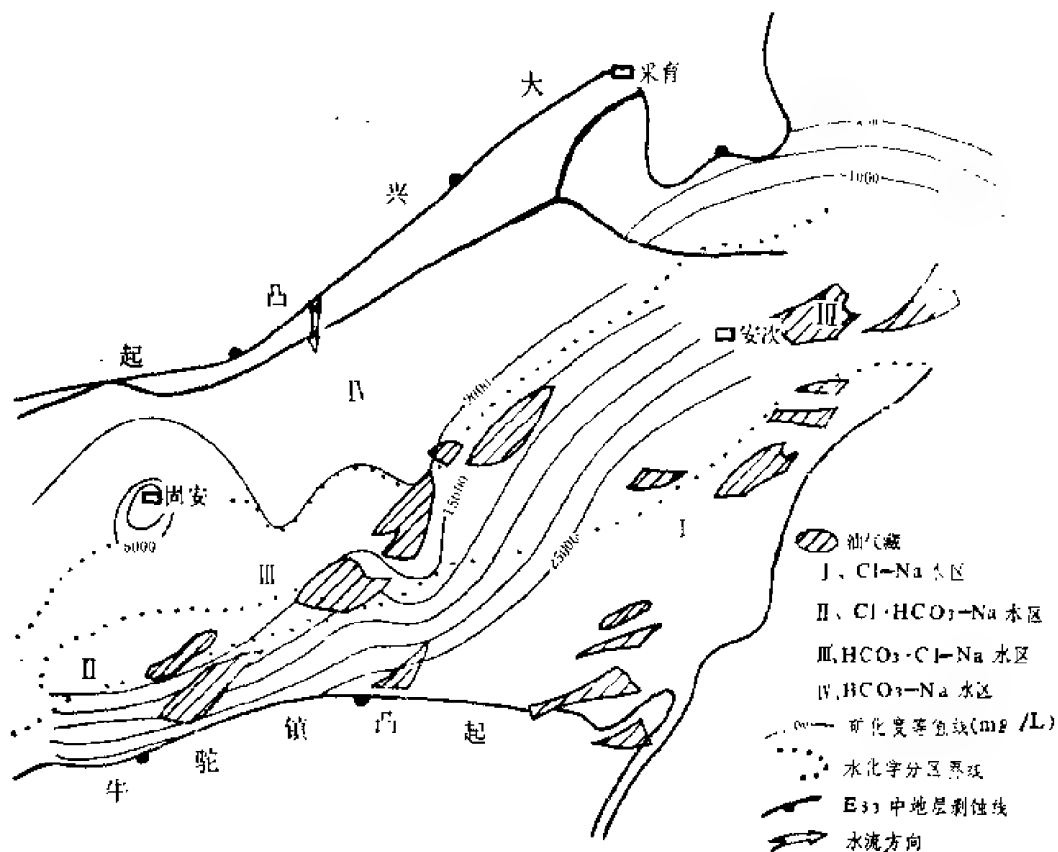 大
采育
兴
1000
凸
安次
Ⅲ
起
Ⅳ
9000
固安
15000
5000
Ⅰ
25000
Ⅲ
Ⅱ
油气藏
Ⅰ、Cl-Na 水区
Ⅱ、Cl·HCO₃-Na 水区
Ⅲ、HCO₃·Cl-Na 水区
Ⅳ、HCO₃-Na 水区
矿化度等值线(mg/L)
水化学分区界线
中地层剥蚀线
水流方向
牛驼镇凸起